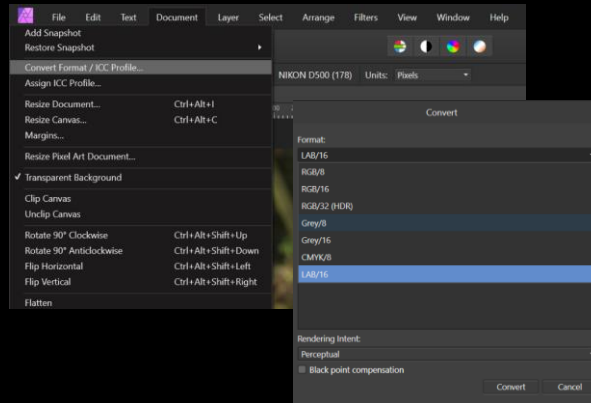 File Edit Text Document Layer Select Arrange Filters View Window Help
Add Snapshot
Restore Snapshot
Convert Format / ICC Profile...
Assign ICC Profile...
NIKON D500 (178) Units: Pixels
Resize Document... Ctrl+Alt+I
Resize Canvas... Ctrl+Alt+C
Margins...
Resize Pixel Art Document...
Transparent Background
Clip Canvas
Unclip Canvas
Rotate 90° Clockwise Ctrl+Alt+Shift+Up
Rotate 90° Anticlockwise Ctrl+Alt+Shift+Down
Flip Horizontal Ctrl+Alt+Shift+Left
Flip Vertical Ctrl+Alt+Shift+Right
Flatten
Convert
Format:
LAB/16
RGB/8
RGB/16
RGB/32 (HDR)
Grey/8
Grey/16
CMYK/8
LAB/16
Rendering Intent:
Perceptual
Black point compensation
Convert Cancel